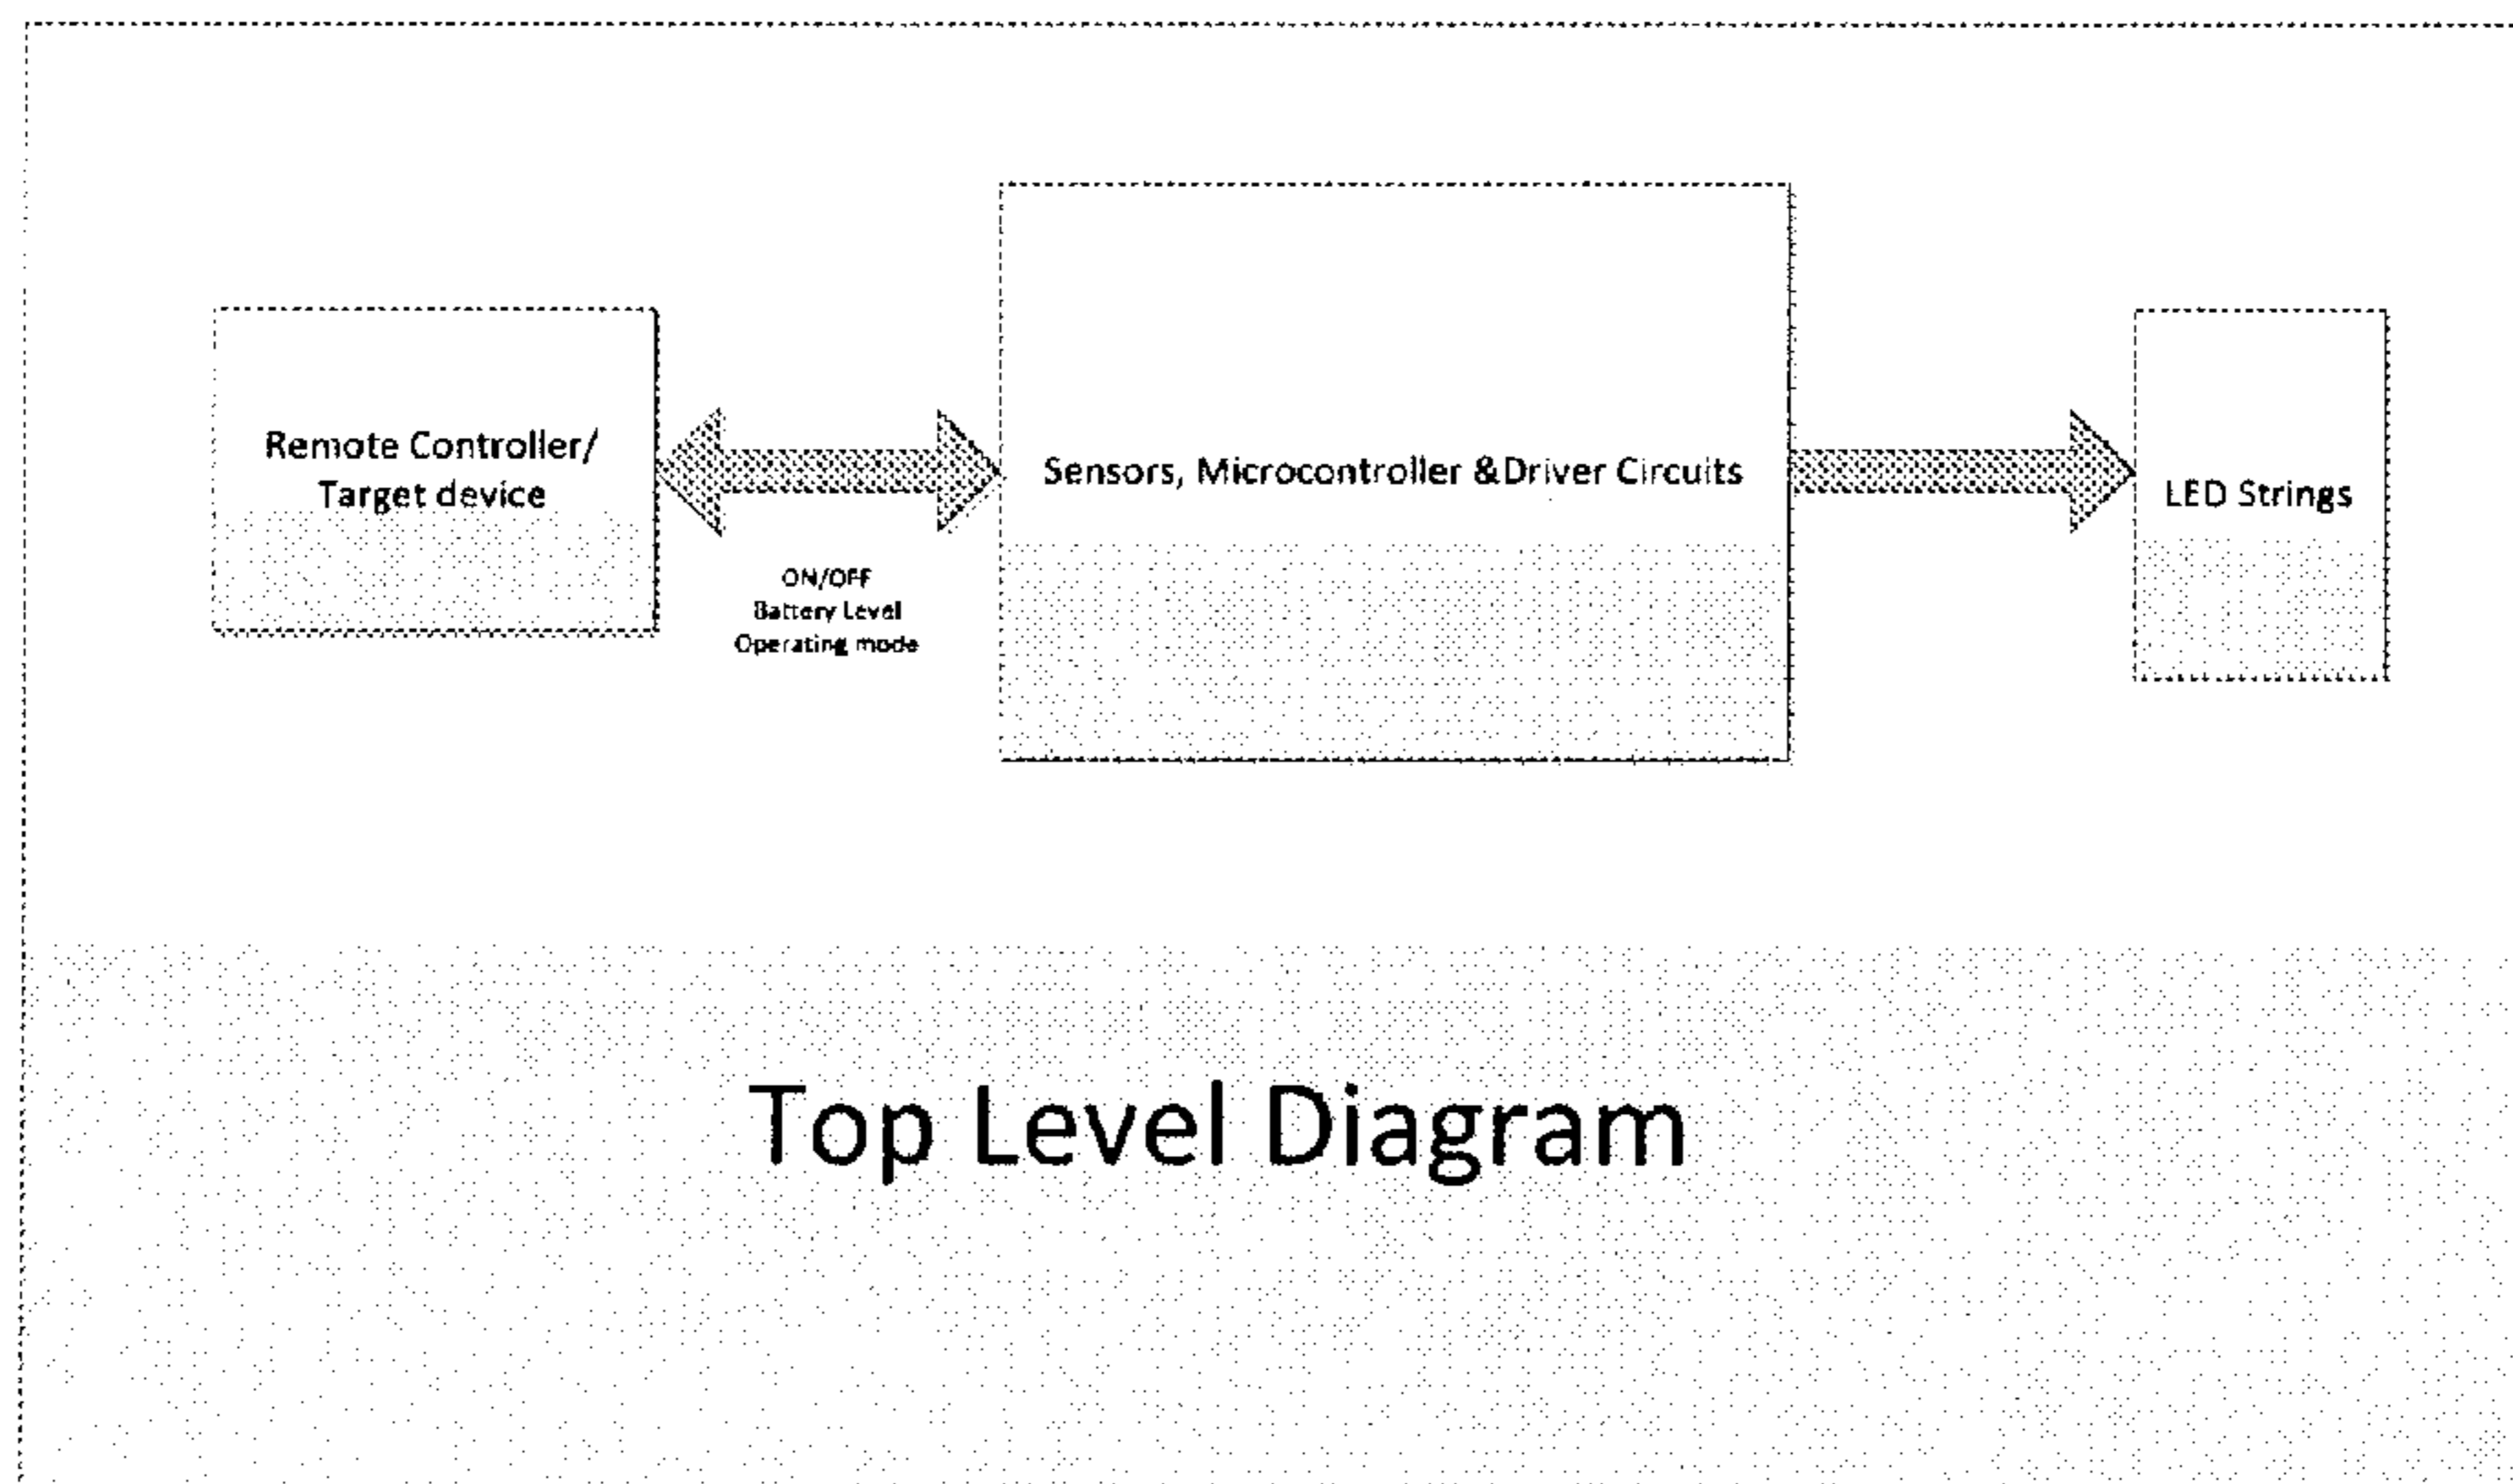 Remote Controller/
Target device
ON/OFF
Battery Level
Operating mode
Sensors, Microcontroller &Driver Circuits
LED Strings
Top Level Diagram